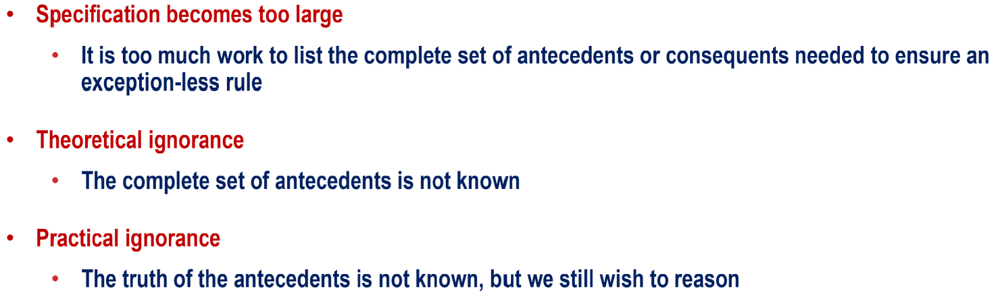 • Specification becomes too large
• It is too much work to list the complete set of antecedents or consequents needed to ensure an
exception-less rule
• Theoretical ignorance
• The complete set of antecedents is not known
• Practical ignorance
• The truth of the antecedents is not known, but we still wish to reason